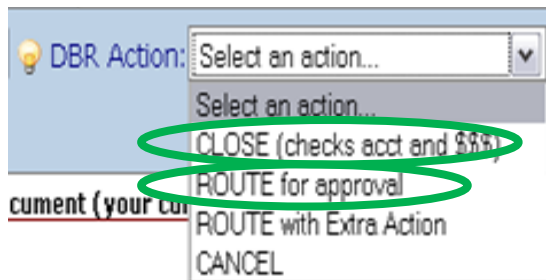 DBR Action: Select an action...
Select an action...
CLOSE (checks acct and $$$)
ROUTE for approval
cument (your cur
ROUTE with Extra Action
CANCEL